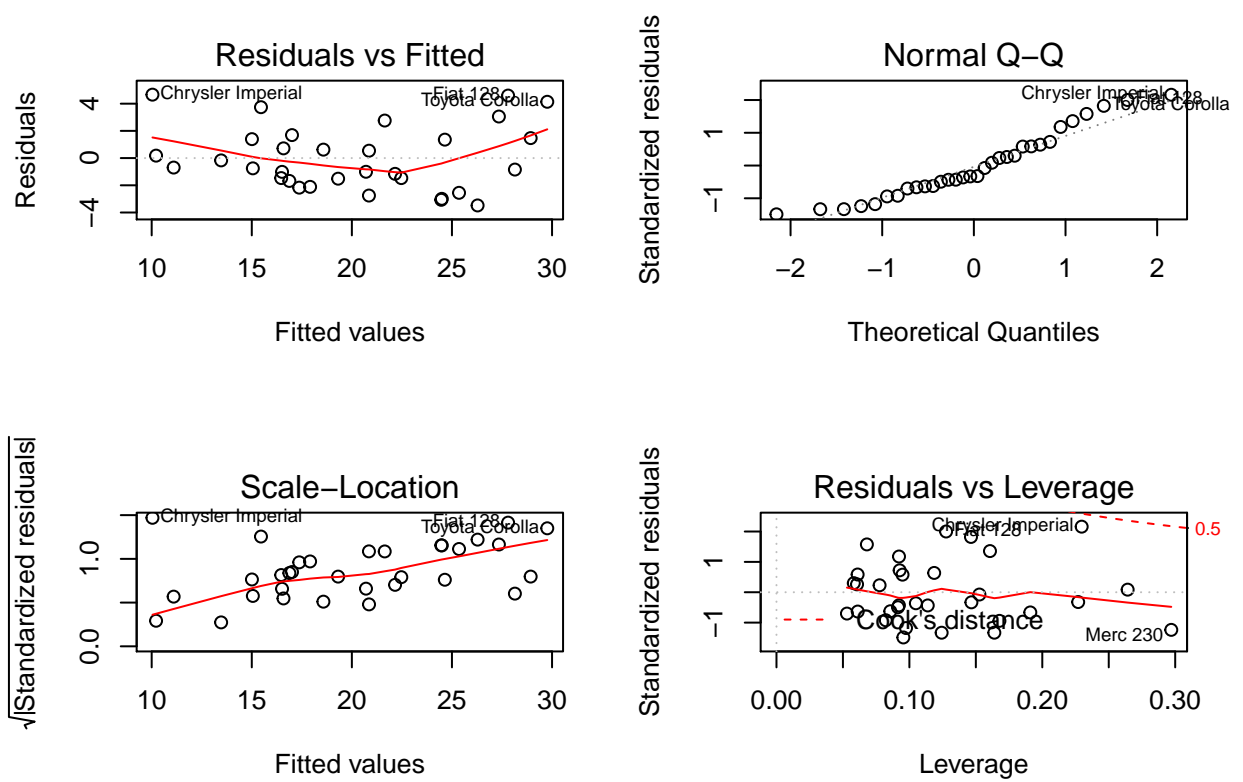 Residuals vs Fitted
Residuals
4
0
−4
Chrysler Imperial
Fiat 128
Toyota Corolla
10 15 20 25 30
Fitted values
Normal Q−Q
Standardized residuals
1
−1
Chrysler Imperial
Fiat 128
Toyota Corolla
−2 −1 0 1 2
Theoretical Quantiles
Scale−Location
√|Standardized residuals|
1.0
0.0
Chrysler Imperial
Fiat 128
Toyota Corolla
10 15 20 25 30
Fitted values
Residuals vs Leverage
Standardized residuals
1
−1
Chrysler Imperial
Fiat 128
0.5
Cook's distance
Merc 230
0.00 0.10 0.20 0.30
Leverage